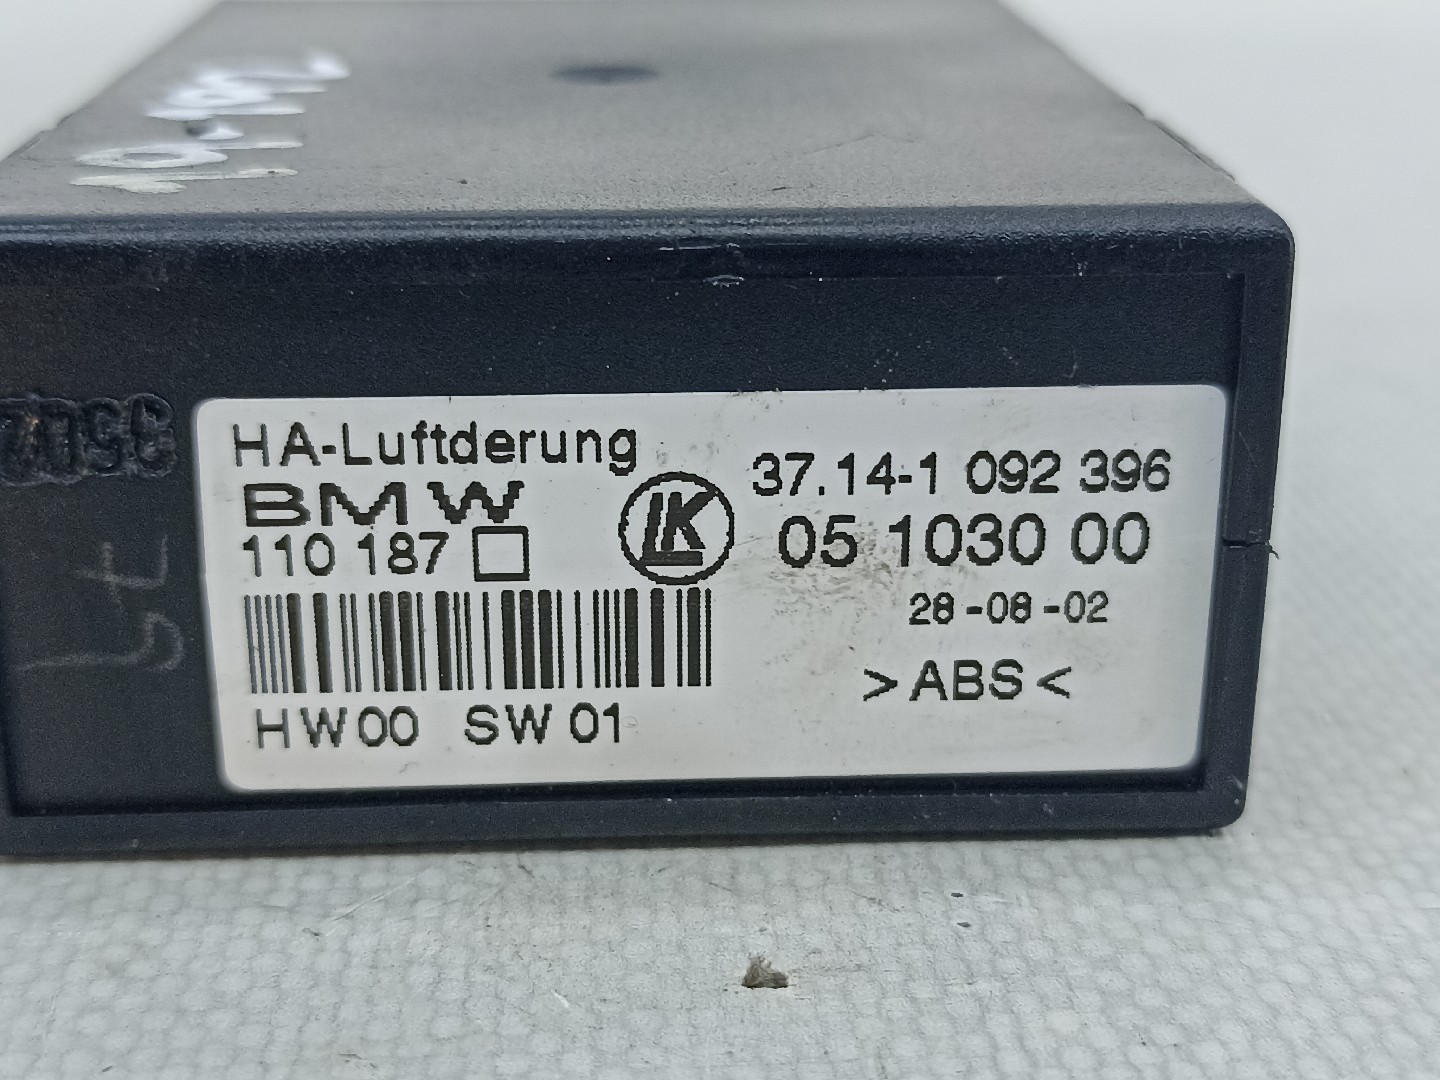 HA-Luftderung
BMW
110 187
LK
37.14-1 092 396
05 1030 00
28-08-02
>ABS<
HW00 SW01